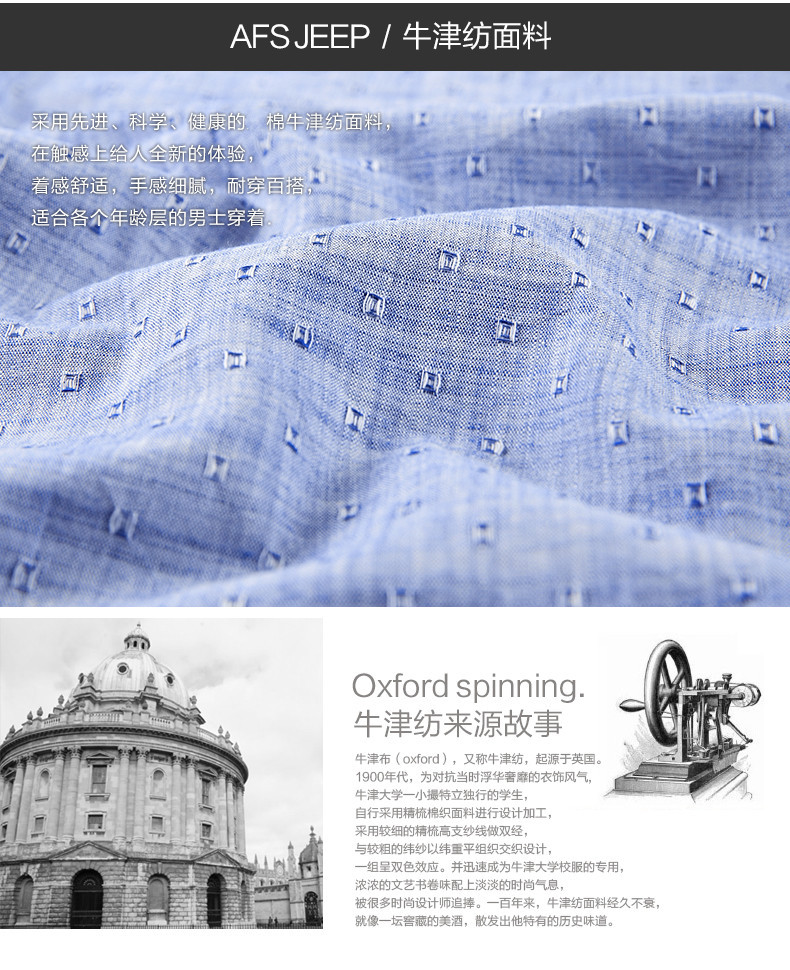 AFS JEEP / 牛津纺面料
采用先进、科学、健康的 棉牛津纺面料，
在触感上给人全新的体验，
着感舒适，手感细腻，耐穿百搭，
适合各个年龄层的男士穿着.
Oxford spinning.
牛津纺来源故事
牛津布（oxford），又称牛津纺，起源于英国。
1900年代，为对抗当时浮华奢靡的衣饰风气,
牛津大学一小撮特立独行的学生，
自行采用精梳棉织面料进行设计加工，
采用较细的精梳高支纱线做双经，
与较粗的纬纱以纬重平组织交织设计，
一组呈双色效应。并迅速成为牛津大学校服的专用，
浓浓的文艺书卷味配上淡淡的时尚气息，
被很多时尚设计师追捧。一百年来，牛津纺面料经久不衰，
就像一坛窖藏的美酒，散发出他特有的历史味道。